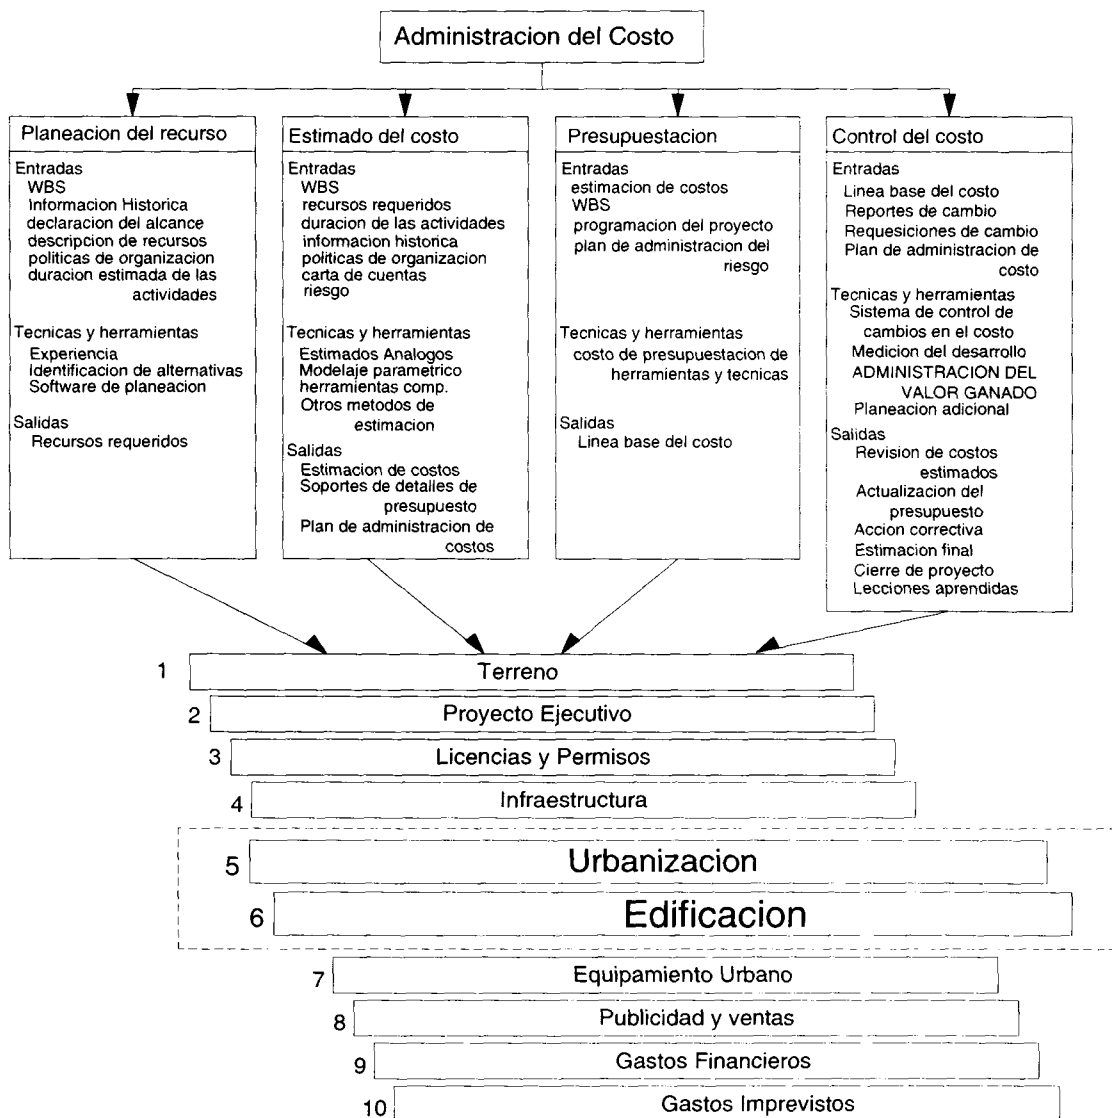 Administracion del Costo
Planeacion del recurso
Entradas
WBS
Informacion Historica
declaracion del alcance
descripcion de recursos
politicas de organizacion
duracion estimada de las
actividades
Tecnicas y herramientas
Experiencia
Identificacion de alternativas
Software de planeacion
Salidas
Recursos requeridos
Estimado del costo
Entradas
WBS
recursos requeridos
duracion de las actividades
informacion historica
politicas de organizacion
carta de cuentas
riesgo
Tecnicas y herramientas
Estimados Analogos
Modelaje parametrico
herramientas comp.
Otros metodos de
estimacion
Salidas
Estimacion de costos
Soportes de detalles de
presupuesto
Plan de administracion de
costos
Presupuestacion
Entradas
estimacion de costos
WBS
programacion del proyecto
plan de administracion del
riesgo
Tecnicas y herramientas
costo de presupuestacion de
herramientas y tecnicas
Salidas
Linea base del costo
Control del costo
Entradas
Linea base del costo
Reportes de cambio
Requesiciones de cambio
Plan de administracion de
costo
Tecnicas y herramientas
Sistema de control de
cambios en el costo
Medicion del desarrollo
ADMINISTRACION DEL
VALOR GANADO
Planeacion adicional
Salidas
Revision de costos
estimados
Actualizacion del
presupuesto
Accion correctiva
Estimacion final
Cierre de proyecto
Lecciones aprendidas
1 Terreno
2 Proyecto Ejecutivo
3 Licencias y Permisos
4 Infraestructura
5 Urbanizacion
6 Edificacion
7 Equipamiento Urbano
8 Publicidad y ventas
9 Gastos Financieros
10 Gastos Imprevistos